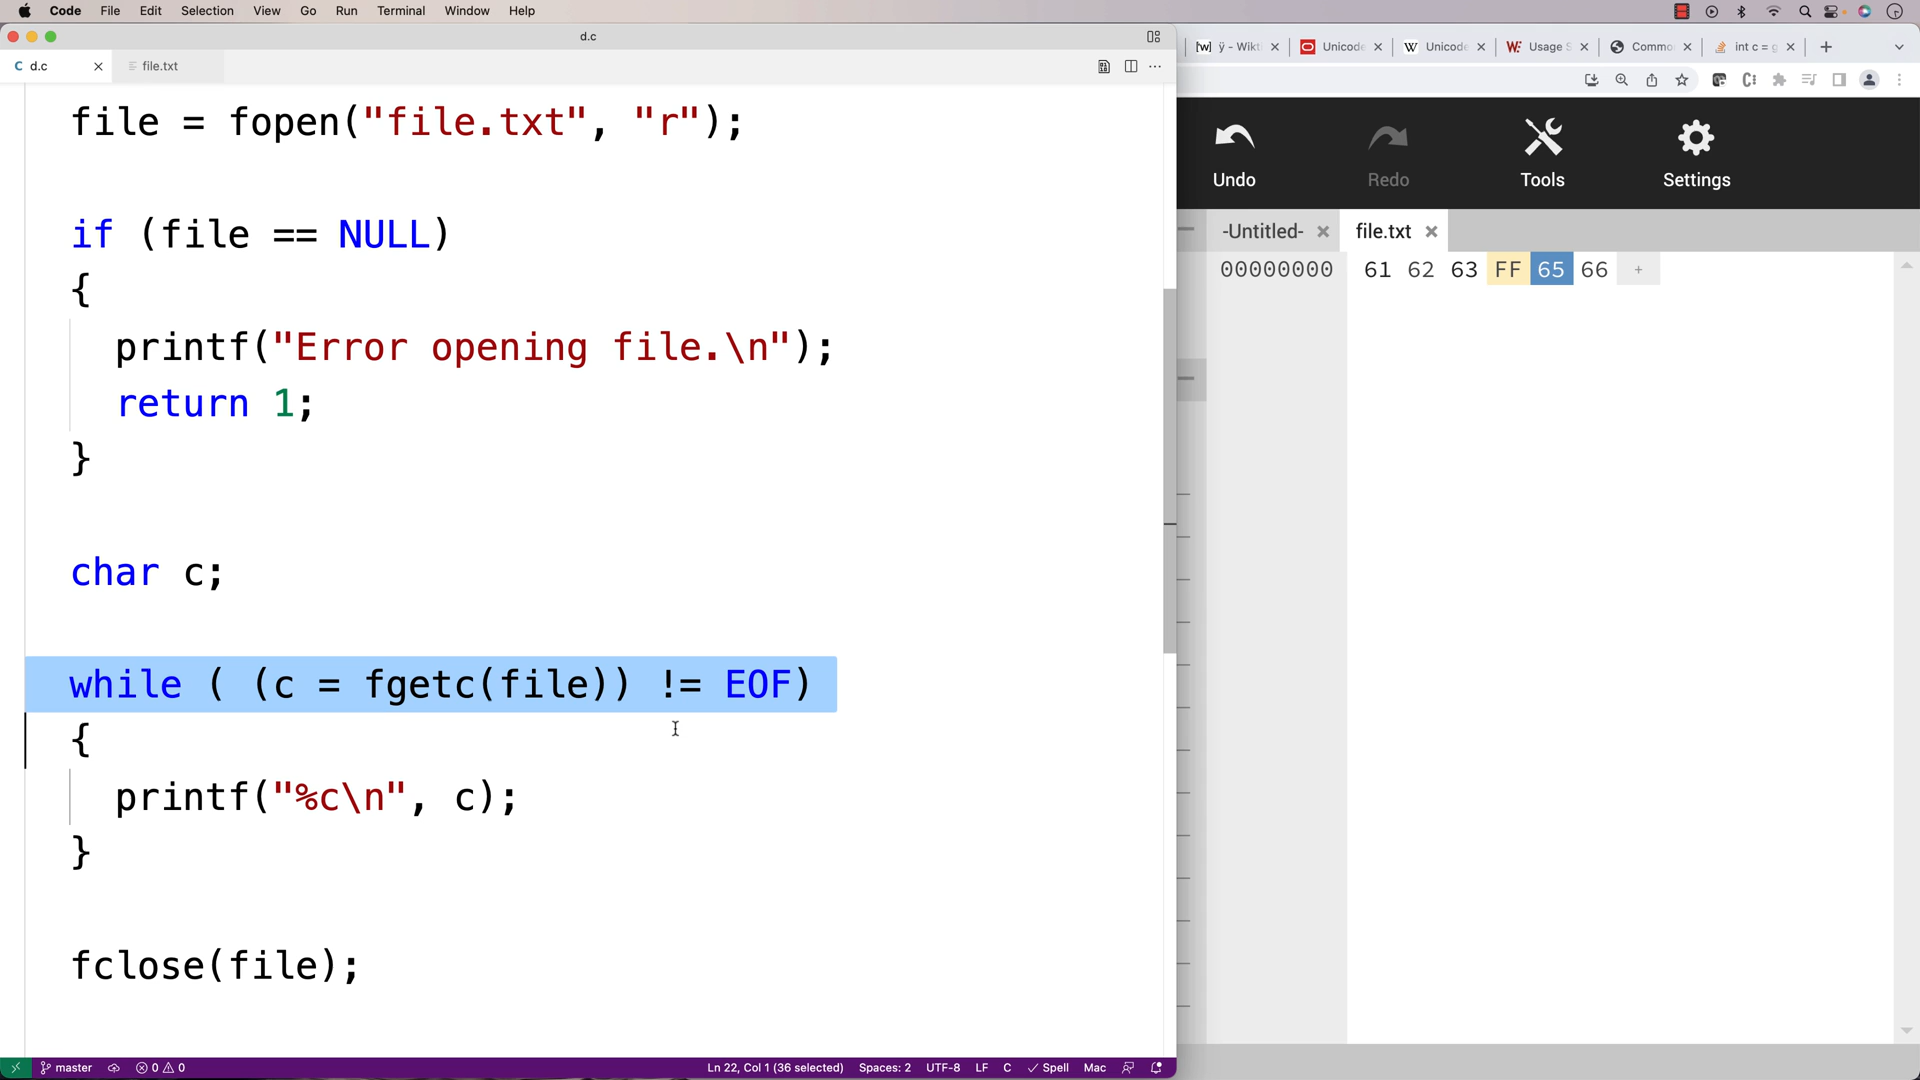 Code File Edit Selection View Go Run Terminal Window Help
d.c
C d.c
file.txt
file = fopen("file.txt", "r");
if (file == NULL)
{
printf("Error opening file.\n");
return 1;
}
char c;
while ( (c = fgetc(file)) != EOF)
{
printf("%c\n", c);
}
fclose(file);
master 0 0 Ln 22, Col 1 (36 selected) Spaces: 2 UTF-8 LF C Spell Mac
[w] ÿ - Wikt Unicode W Unicode Usage S Commo int c = g
Undo Redo Tools Settings
-Untitled- file.txt
00000000 61 62 63 FF 65 66 +